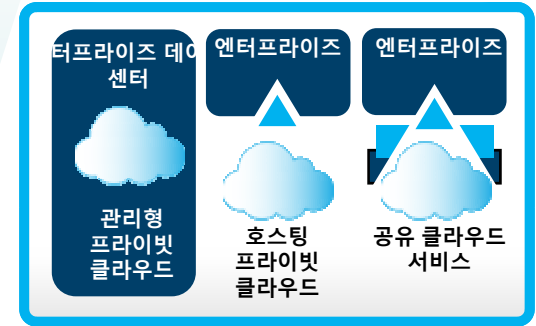 터프라이즈 데이
센터
관리형
프라이빗
클라우드
엔터프라이즈
호스팅
프라이빗
클라우드
엔터프라이즈
공유 클라우드
서비스